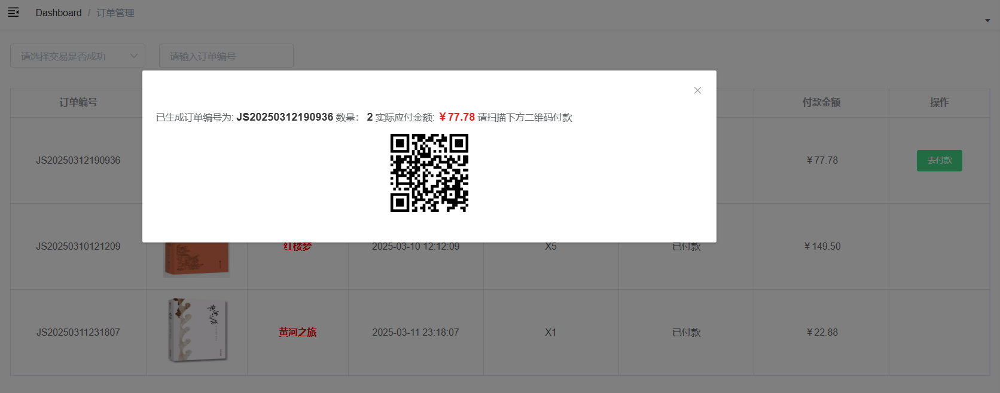 Dashboard / 订单管理
请选择交易是否成功 请输入订单编号
订单编号 付款金额 操作
已生成订单编号为: JS20250312190936 数量： 2 实际应付金额: ￥77.78 请扫描下方二维码付款
JS20250312190936 ￥77.78 去付款
JS20250310121209 红楼梦 2025-03-10 12:12:09 X5 已付款 ￥149.50
黄河之旅
JS20250311231807 黄河之旅 2025-03-11 23:18:07 X1 已付款 ￥22.88